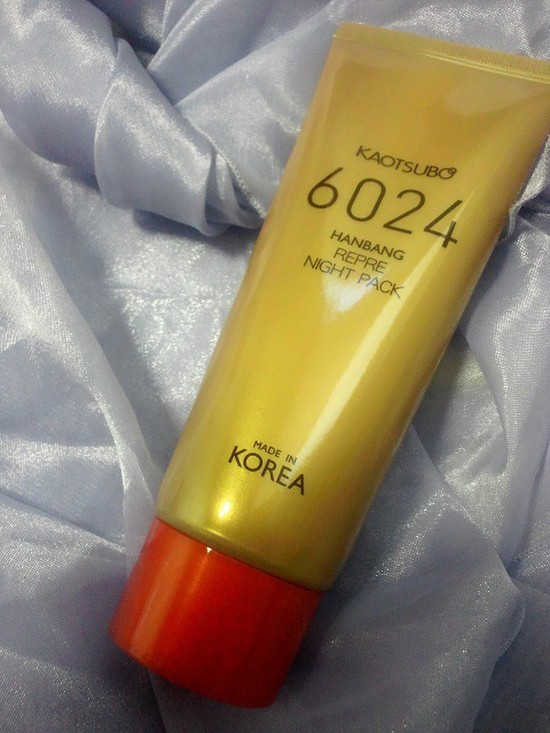 KAOTSUBO
6024
HANBANG
REPRE
NIGHT PACK
MADE IN
KOREA